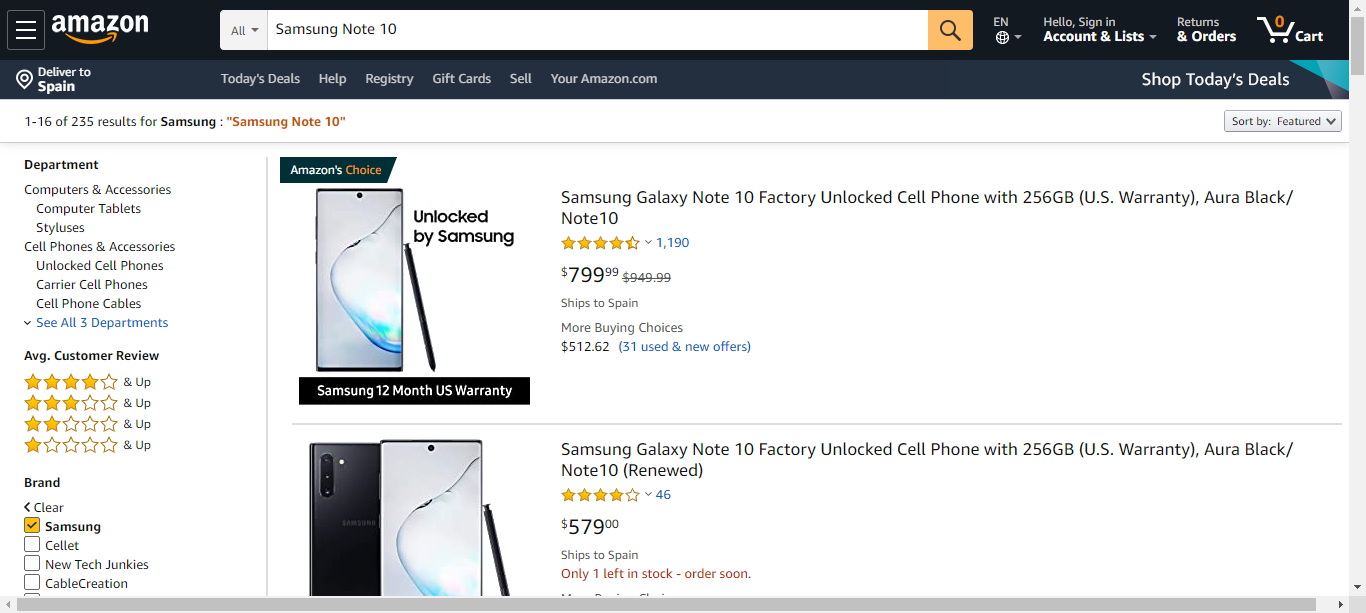 amazon
All
Samsung Note 10
EN
Hello, Sign in
Account & Lists
Returns
& Orders
0
Cart
Deliver to
Spain
Today's Deals
Help
Registry
Gift Cards
Sell
Your Amazon.com
Shop Today's Deals
1-16 of 235 results for Samsung : "Samsung Note 10"
Sort by: Featured
Department
Computers & Accessories
Computer Tablets
Styluses
Cell Phones & Accessories
Unlocked Cell Phones
Carrier Cell Phones
Cell Phone Cables
See All 3 Departments
Avg. Customer Review
& Up
& Up
& Up
& Up
Brand
Clear
Samsung
Cellet
New Tech Junkies
CableCreation
Amazon's Choice
Unlocked
by Samsung
Samsung 12 Month US Warranty
Samsung Galaxy Note 10 Factory Unlocked Cell Phone with 256GB (U.S. Warranty), Aura Black/
Note10
1,190
$79999 $949.99
Ships to Spain
More Buying Choices
$512.62 (31 used & new offers)
SAMSUNG
Samsung Galaxy Note 10 Factory Unlocked Cell Phone with 256GB (U.S. Warranty), Aura Black/
Note10 (Renewed)
46
$57900
Ships to Spain
Only 1 left in stock - order soon.